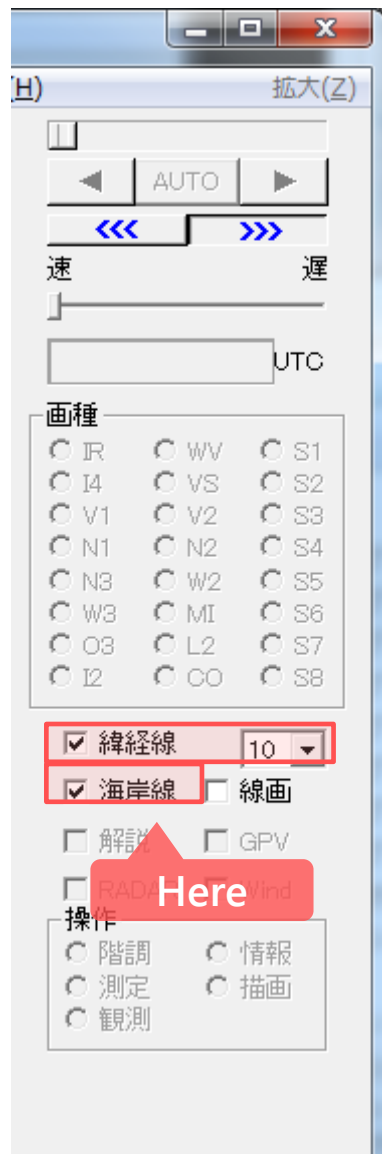 (H) 拡大(Z)
AUTO
<<< >>>
速 遅
UTC
画種
IR WV S1
I4 VS S2
V1 V2 S3
N1 N2 S4
N3 W2 S5
W3 MI S6
O3 L2 S7
I2 CO S8
緯経線 10
海岸線 線画
解説 GPV
RADAR Wind
Here
操作
階調 情報
測定 描画
観測